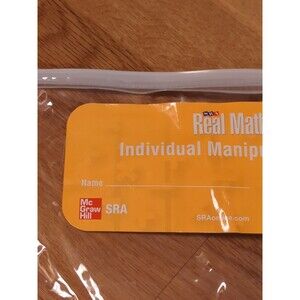 Real Math
Individual Manip
Name
Mc
Graw
Hill
SRA
SRAonline.com